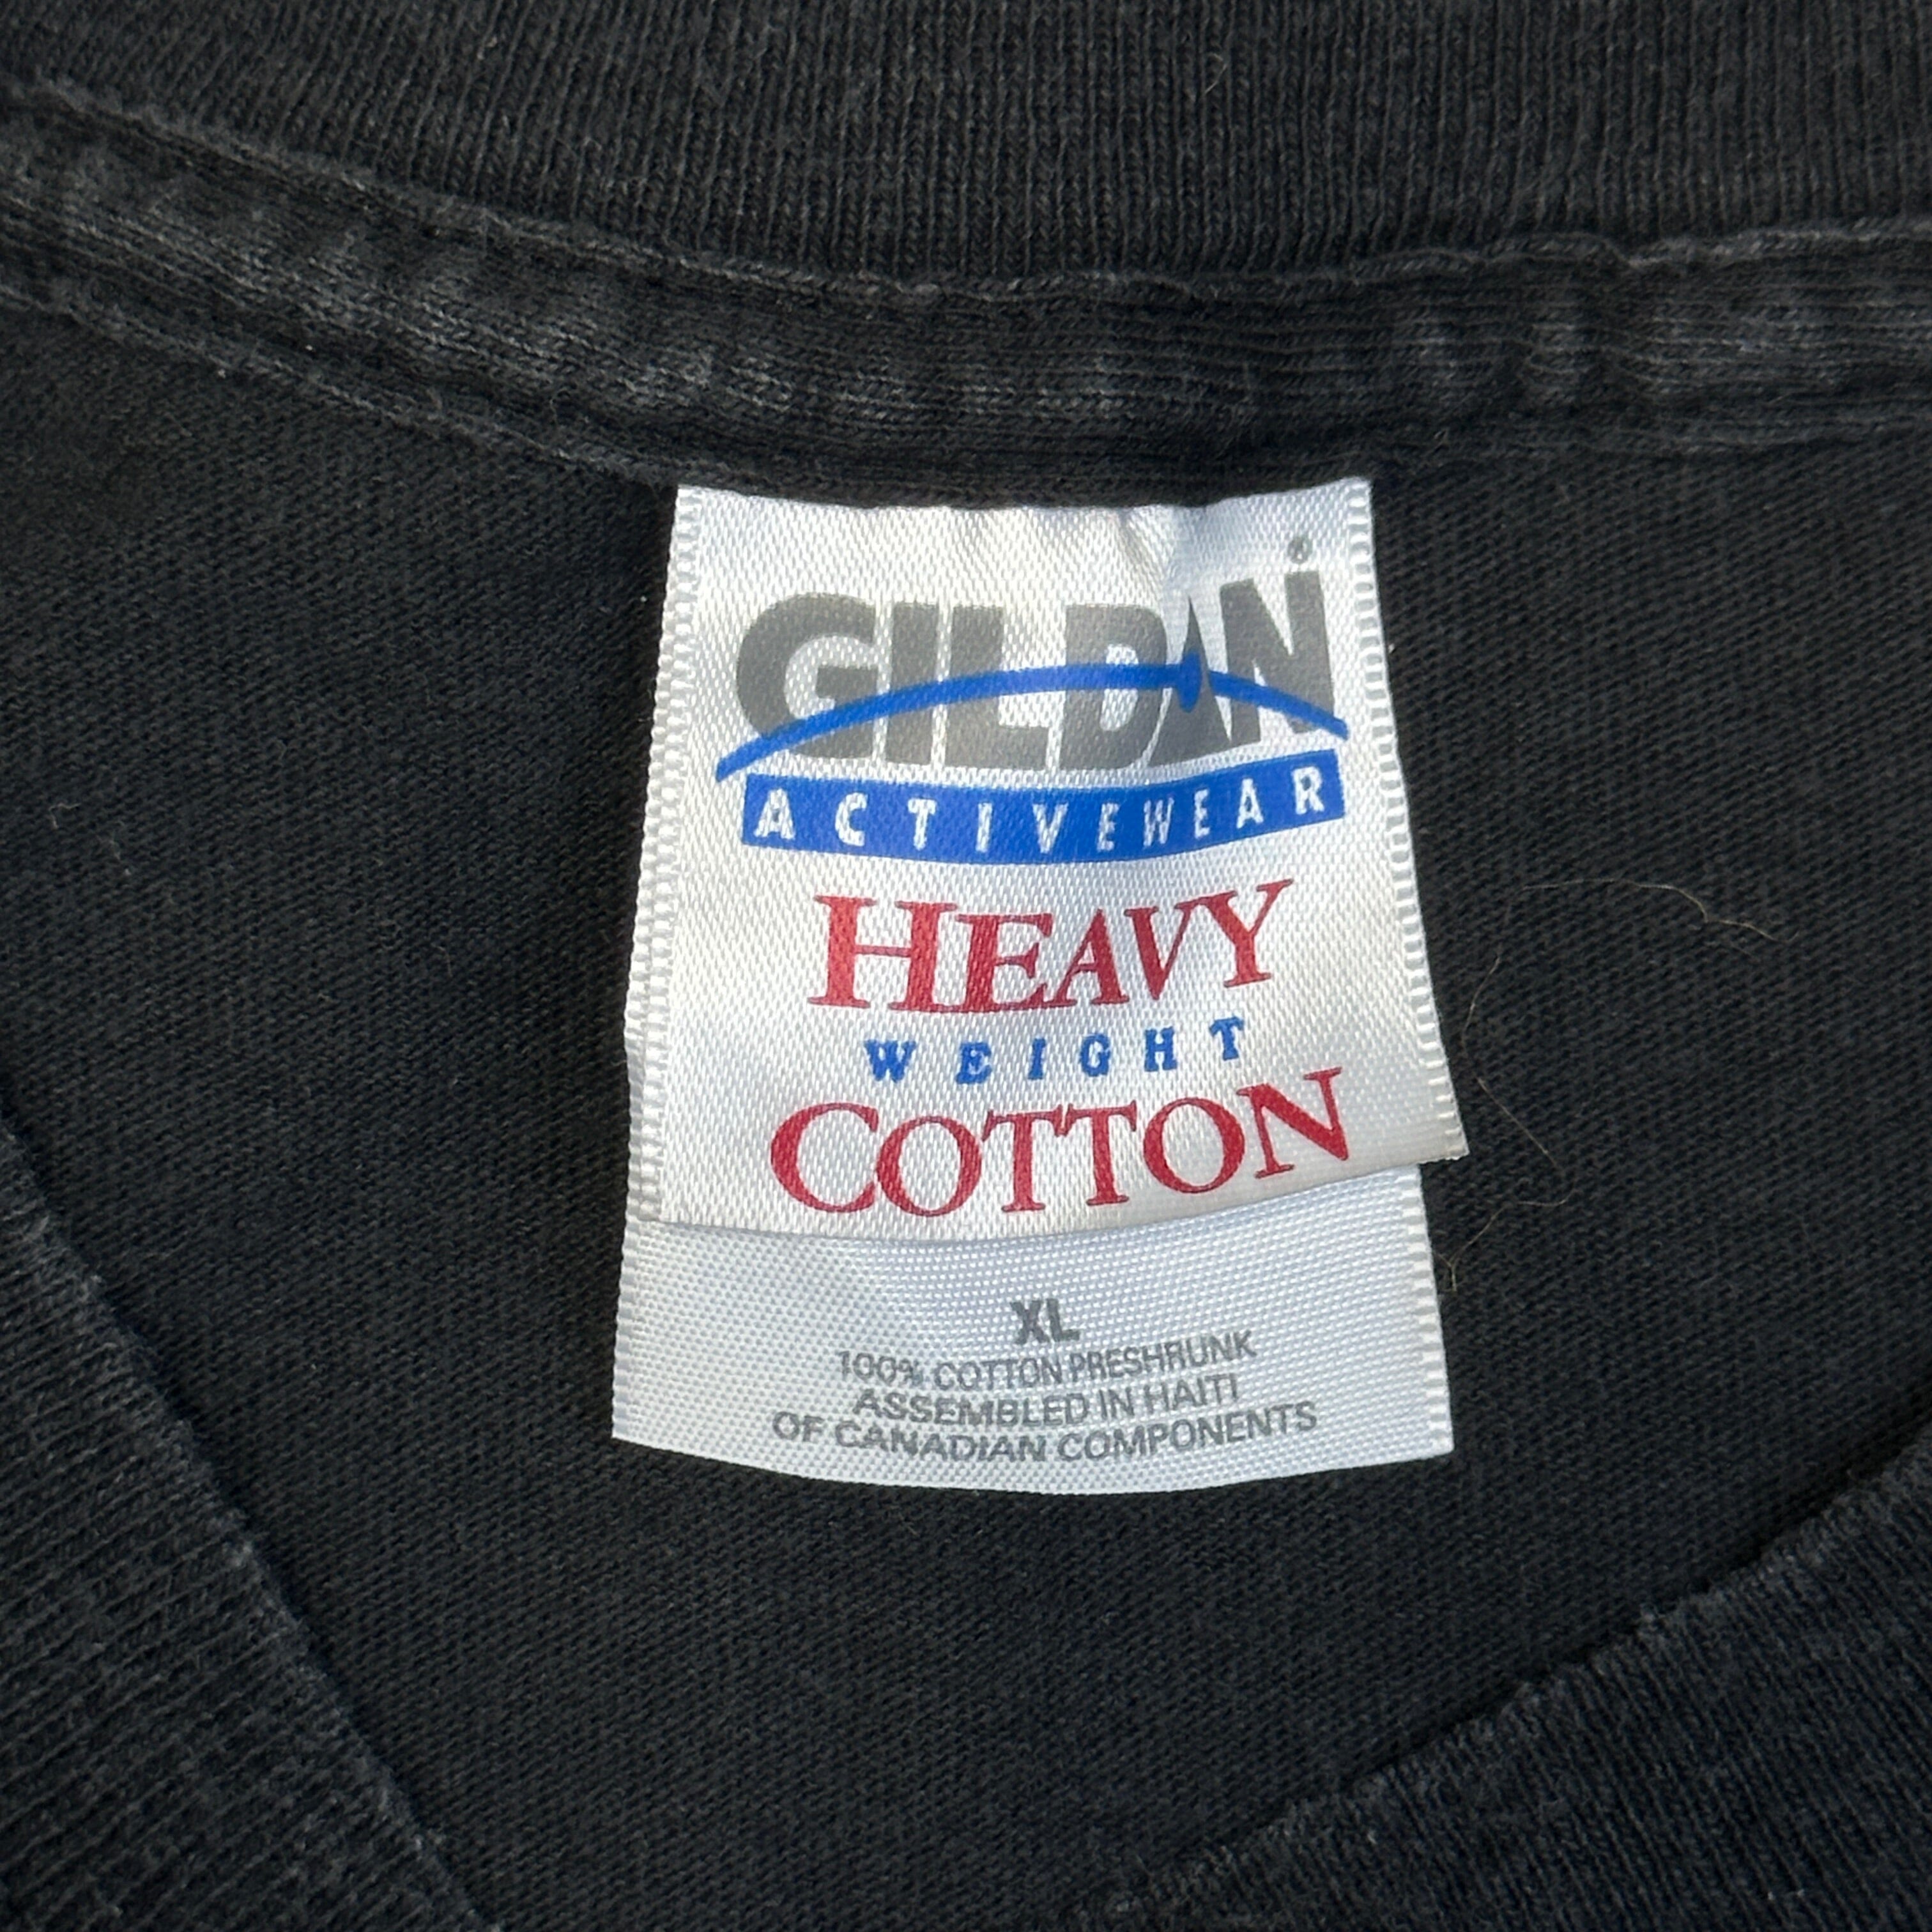 GILDAN®
ACTIVEWEAR
HEAVY
WEIGHT
COTTON
XL
100% COTTON PRESHRUNK
ASSEMBLED IN HAITI
OF CANADIAN COMPONENTS